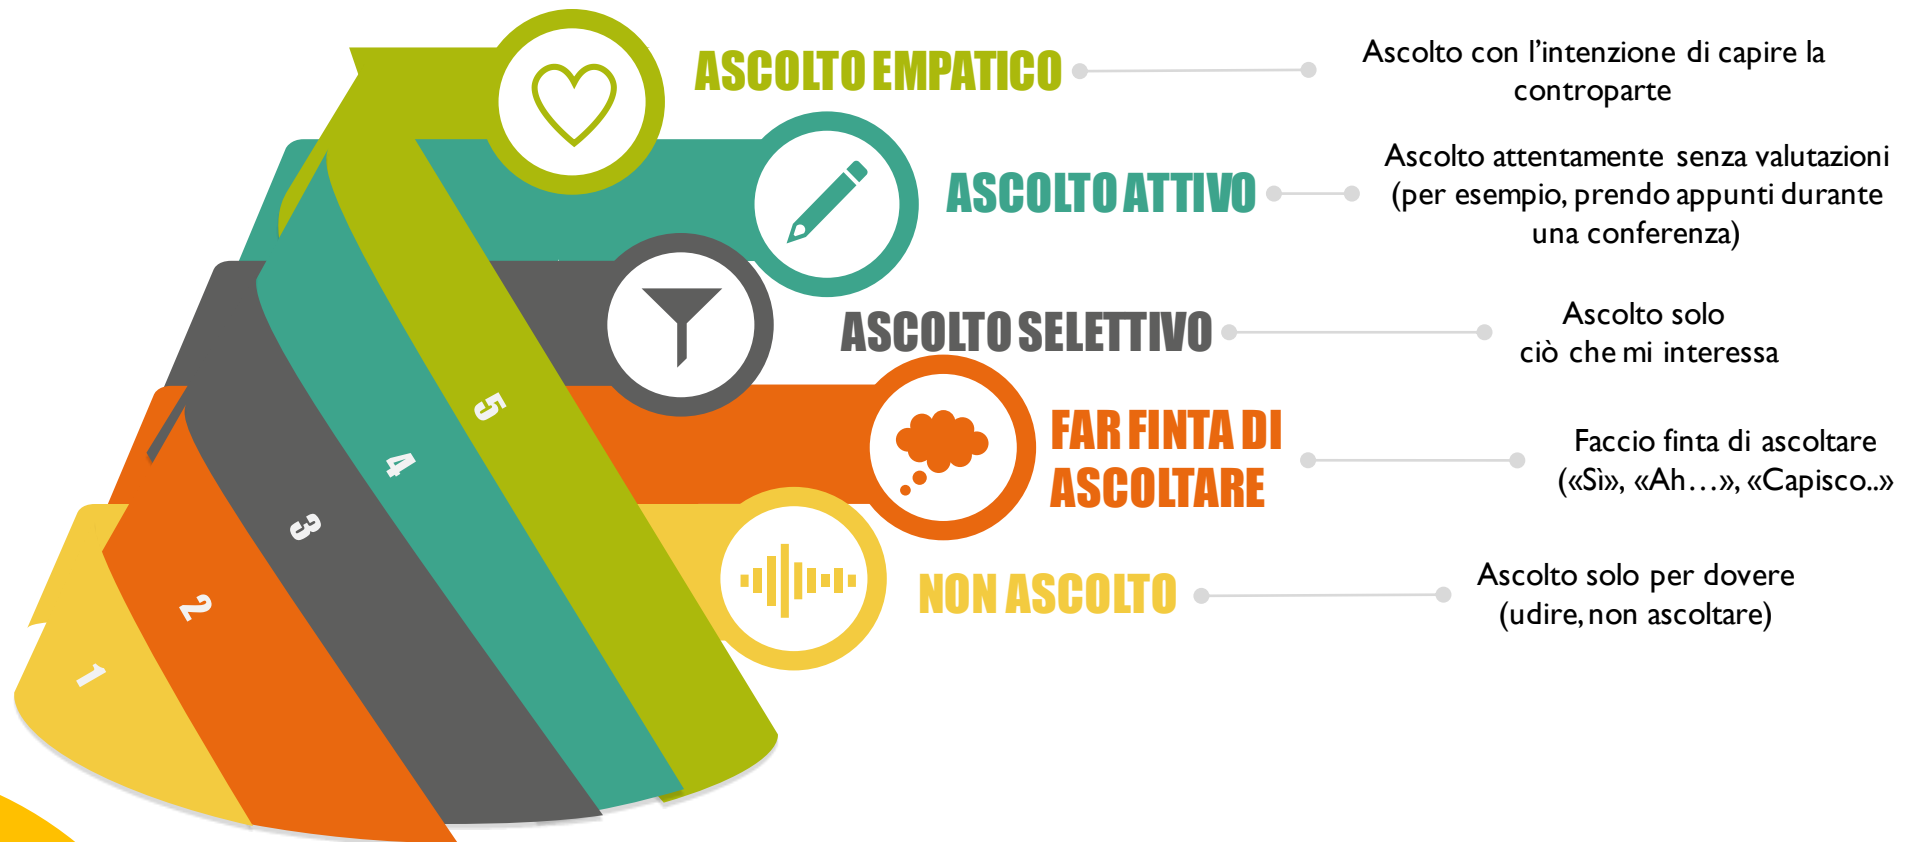 ASCOLTO EMPATICO
Ascolto con l'intenzione di capire la
controparte
ASCOLTO ATTIVO
Ascolto attentamente senza valutazioni
(per esempio, prendo appunti durante
una conferenza)
ASCOLTO SELETTIVO
Ascolto solo
ciò che mi interessa
FAR FINTA DI
ASCOLTARE
Faccio finta di ascoltare
(«Sì», «Ah…», «Capisco..»
NON ASCOLTO
Ascolto solo per dovere
(udire, non ascoltare)
5
4
3
2
1